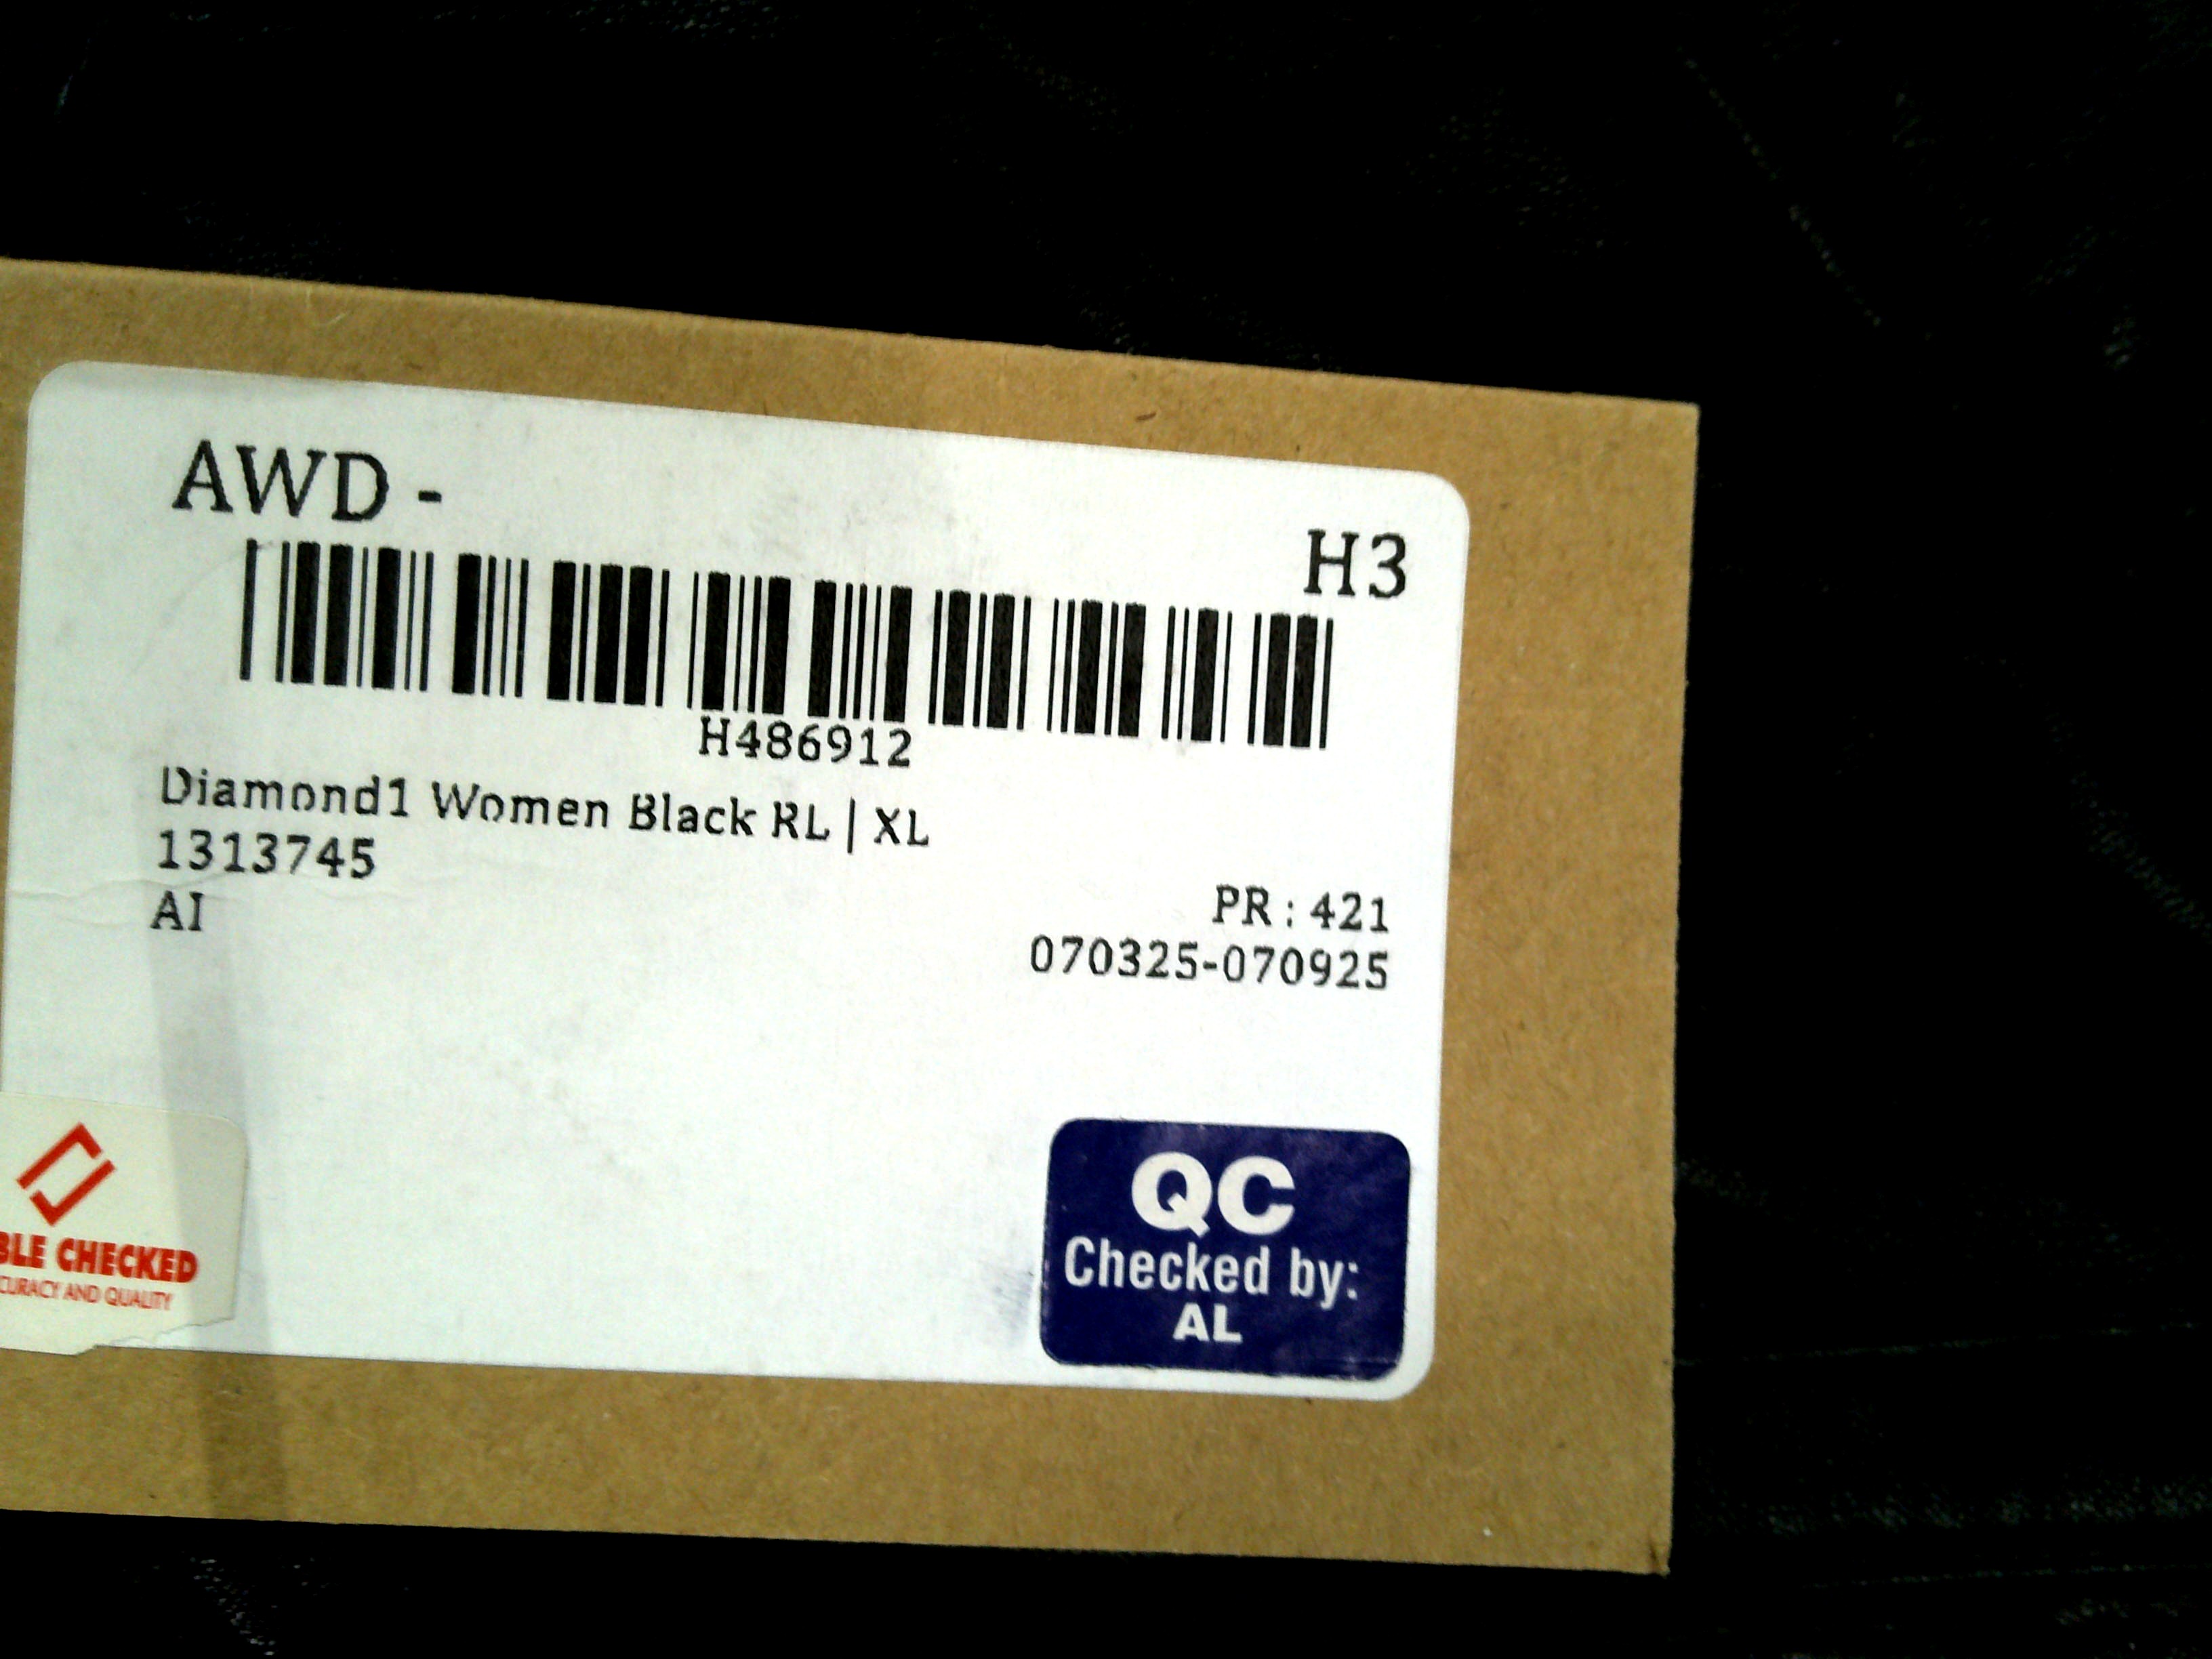 AWD -
H3
H486912
Diamond1 Women Black RL | XL
1313745
AI
PR : 421
070325-070925
BLE CHECKED
CURACY AND QUALITY
QC
Checked by:
AL